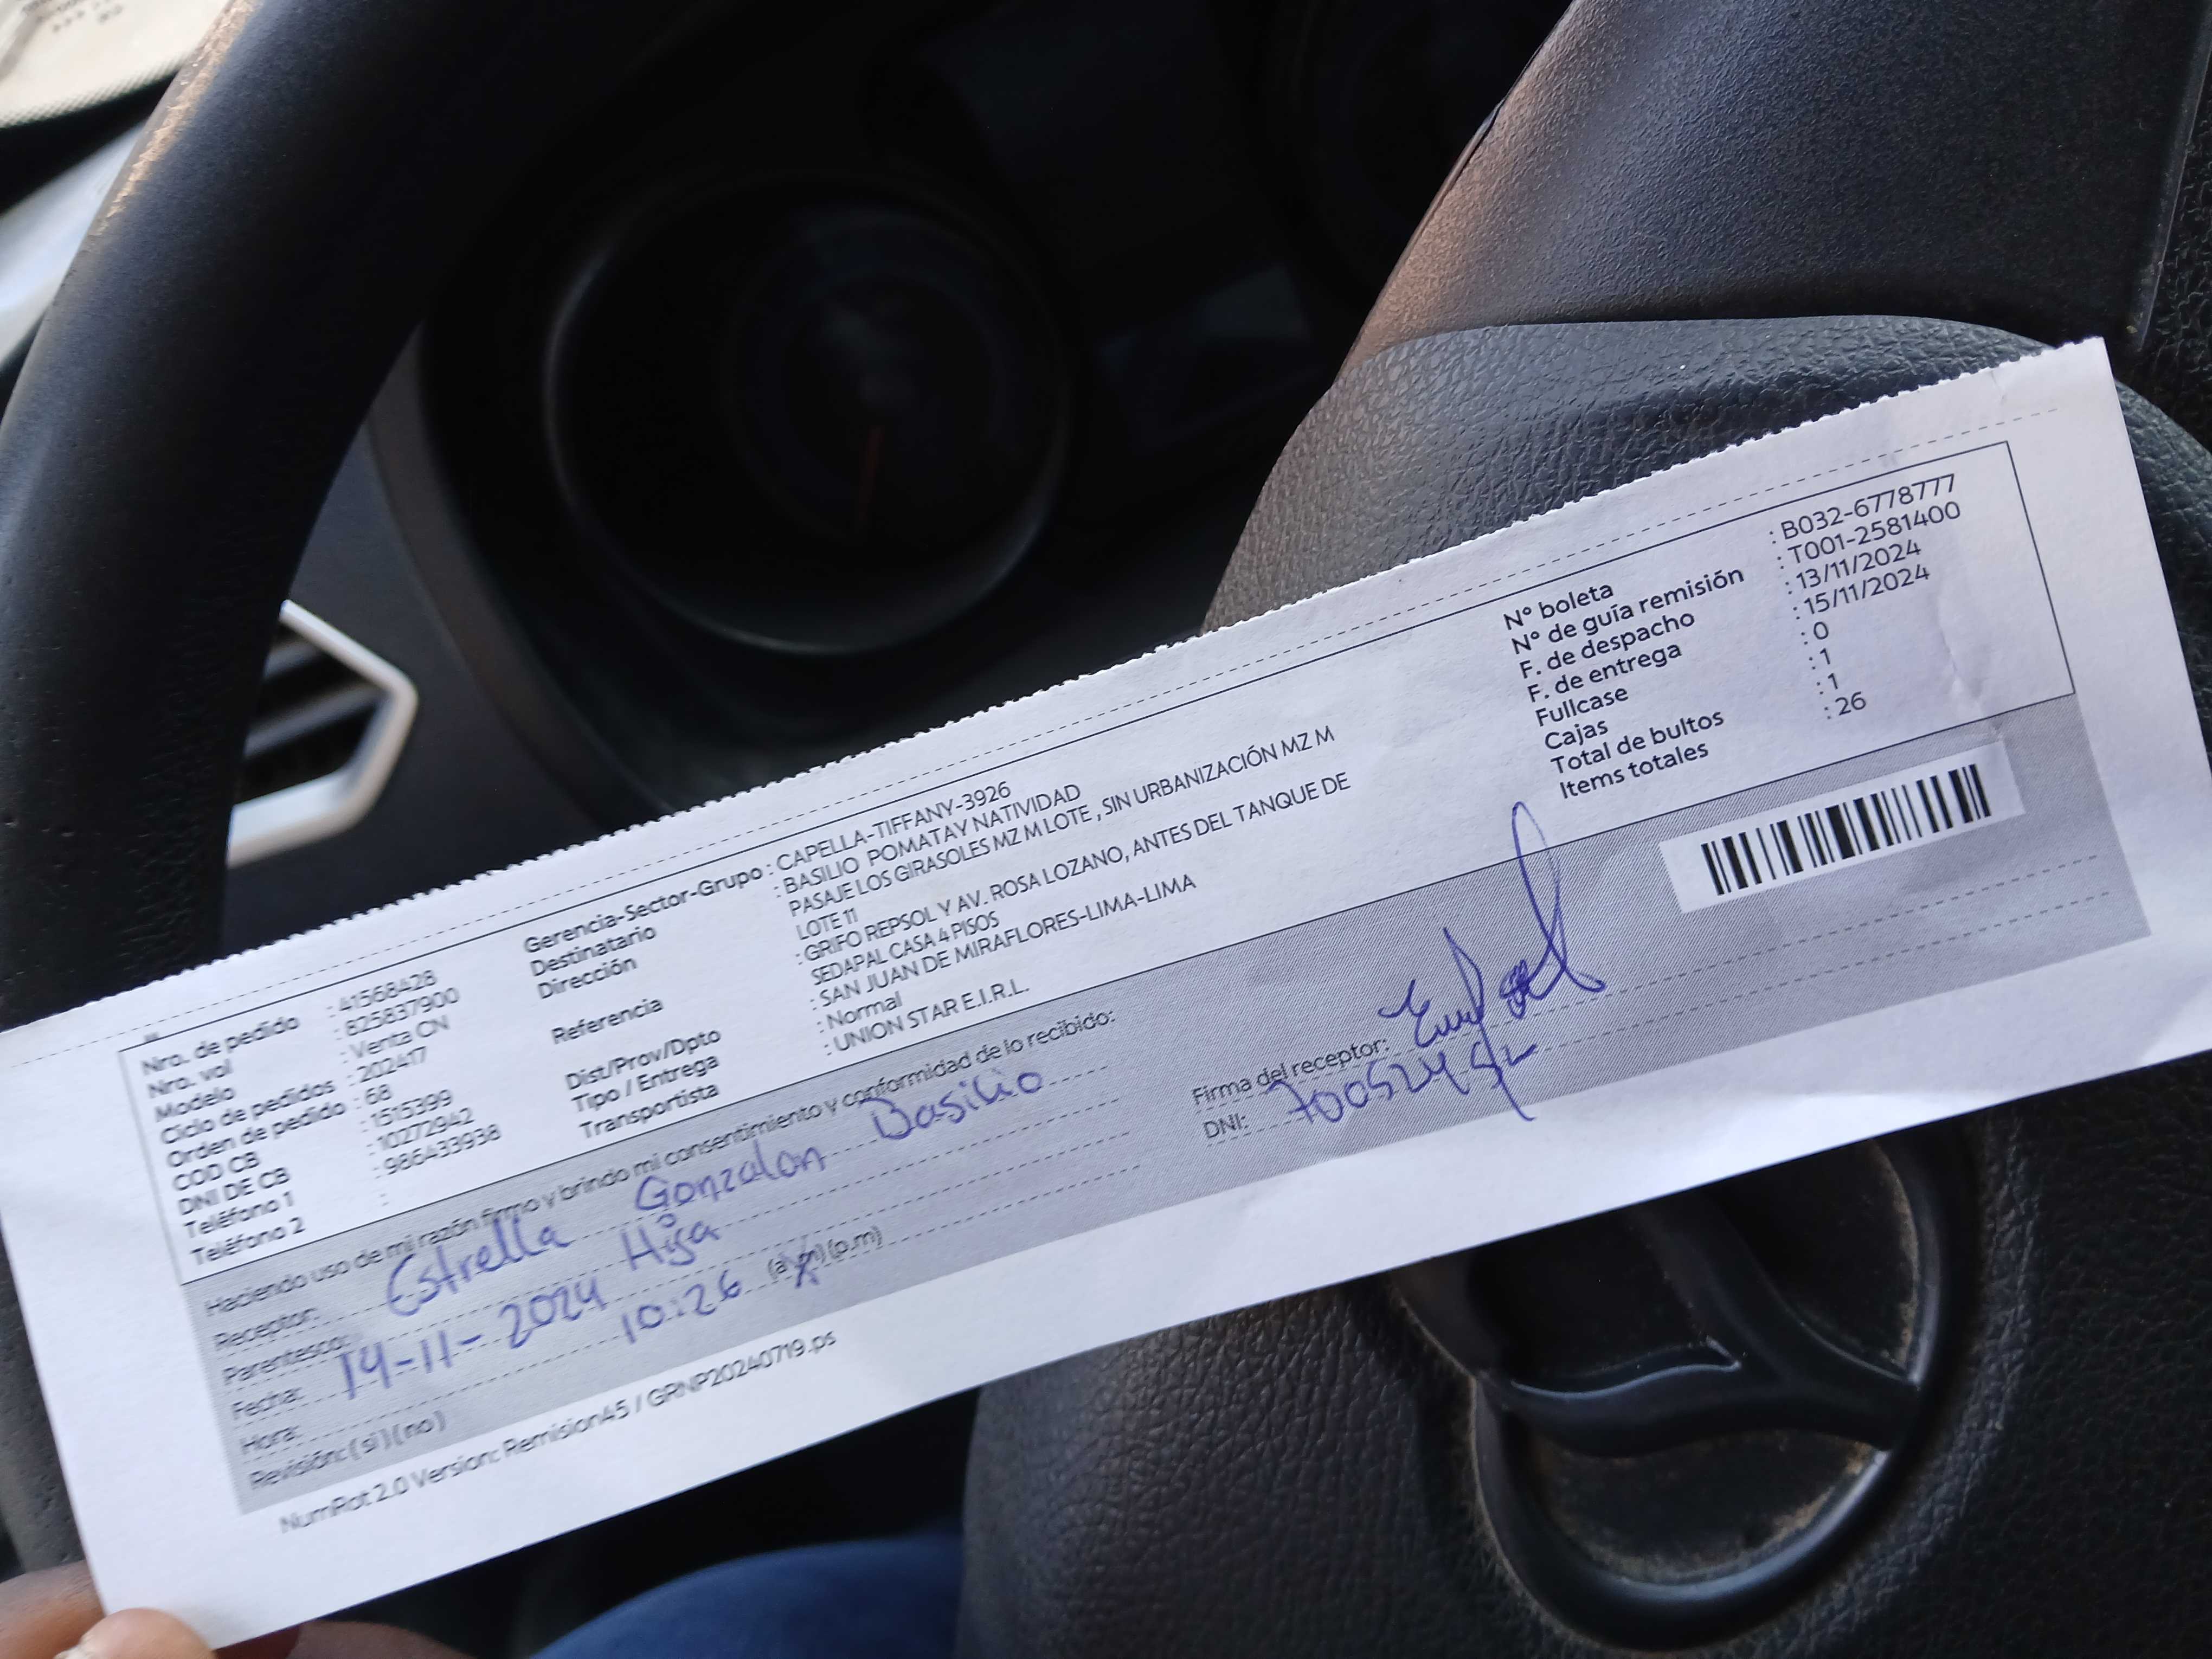 Nro. de pedido : 41568428
Nro. vol : 825837900
Modelo : Venta CN
Ciclo de pedidos : 202417
Orden de pedido : 68
COD CB : 1515399
DNI DE CB : 10272942
Teléfono 1 : 986433938
Teléfono 2 :
Gerencia-Sector-Grupo : CAPELLA-TIFFANY-3926
Destinatario : BASILIO POMATAY NATIVIDAD
Dirección PASAJE LOS GIRASOLES MZ M LOTE , SIN URBANIZACIÓN MZ M
LOTE 11
Referencia : GRIFO REPSOL Y AV. ROSA LOZANO, ANTES DEL TANQUE DE
SEDAPAL CASA 4 PISOS
Dist/Prov/Dpto : SAN JUAN DE MIRAFLORES-LIMA-LIMA
Tipo / Entrega : Normal
Transportista : UNION STAR E.I.R.L.
N° boleta : B032-6778777
N° de guía remisión : T001-2581400
F. de despacho : 13/11/2024
F. de entrega : 15/11/2024
Fullcase : 0
Cajas : 1
Total de bultos : 1
Items totales : 26
Haciendo uso de mi razón firmo y brindo mi consentimiento y conformidad de lo recibido:
Receptor: Estrella Basilio
Parentesco: Hija
Fecha: 14-11-2024
Hora: 10:26 (a.m) (p.m)
Revisión: (si) (no)
Firma del receptor:
DNI:
NumRot 2.0 Version: Remision45 / GRNP20240719.ps